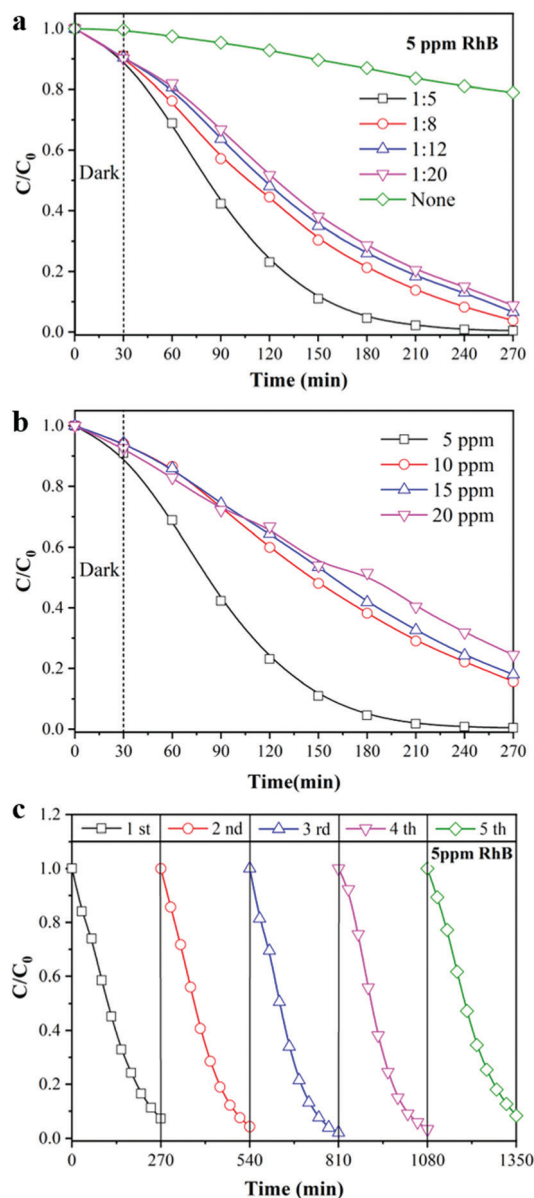 a
5 ppm RhB
1:5
1:8
1:12
1:20
None
Dark
C/C0
1.0
0.8
0.6
0.4
0.2
0.0
0 30 60 90 120 150 180 210 240 270
Time (min)
b
5 ppm
10 ppm
15 ppm
20 ppm
Dark
C/C0
1.0
0.8
0.6
0.4
0.2
0.0
0 30 60 90 120 150 180 210 240 270
Time(min)
c
1 st 2 nd 3 rd 4 th 5 th
5ppm RhB
C/C0
1.2
1.0
0.8
0.6
0.4
0.2
0.0
0 270 540 810 1080 1350
Time (min)